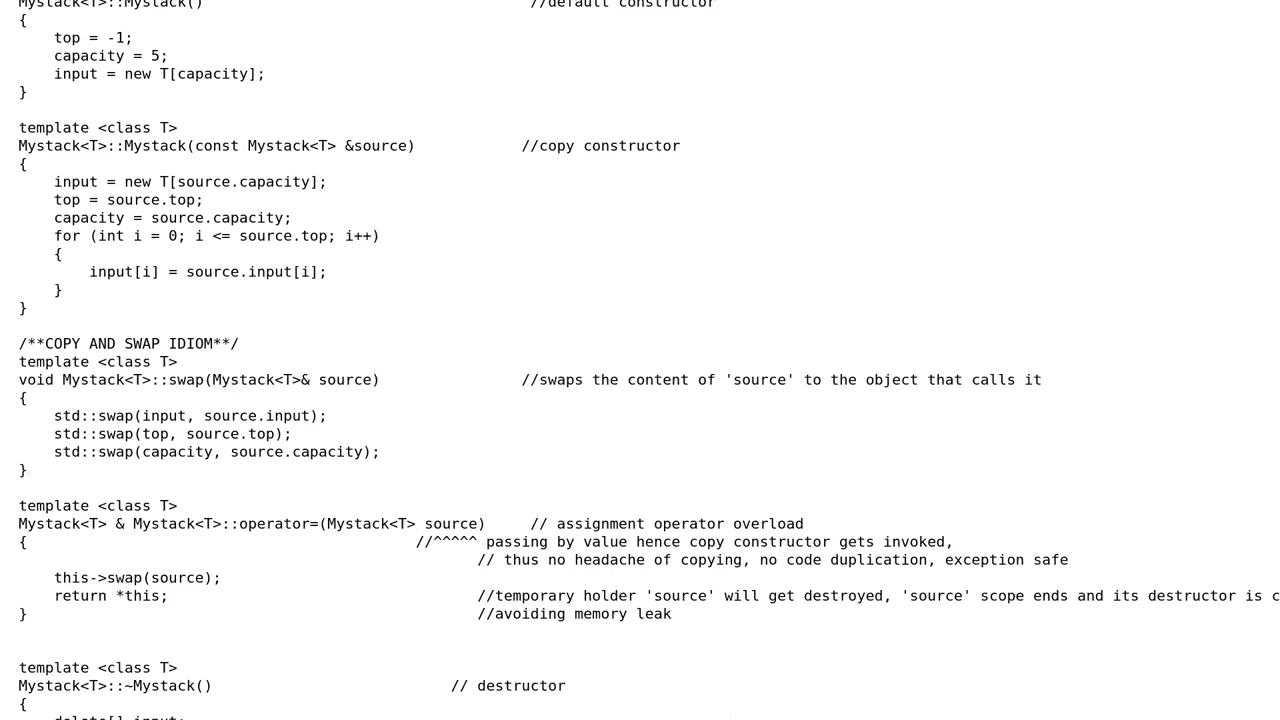 Mystack<T>::Mystack()                                     //default constructor
{
    top = -1;
    capacity = 5;
    input = new T[capacity];
}

template <class T>
Mystack<T>::Mystack(const Mystack<T> &source)            //copy constructor
{
    input = new T[source.capacity];
    top = source.top;
    capacity = source.capacity;
    for (int i = 0; i <= source.top; i++)
    {
        input[i] = source.input[i];
    }
}

/**COPY AND SWAP IDIOM**/
template <class T>
void Mystack<T>::swap(Mystack<T>& source)                //swaps the content of 'source' to the object that calls it
{
    std::swap(input, source.input);
    std::swap(top, source.top);
    std::swap(capacity, source.capacity);
}

template <class T>
Mystack<T> & Mystack<T>::operator=(Mystack<T> source)     // assignment operator overload
{                                            //^^^^^ passing by value hence copy constructor gets invoked,
                                                    // thus no headache of copying, no code duplication, exception safe
    this->swap(source);
    return *this;                                   //temporary holder 'source' will get destroyed, 'source' scope ends and its destructor is
}                                                   //avoiding memory leak

template <class T>
Mystack<T>::~Mystack()                           // destructor
{
    delete[] input;